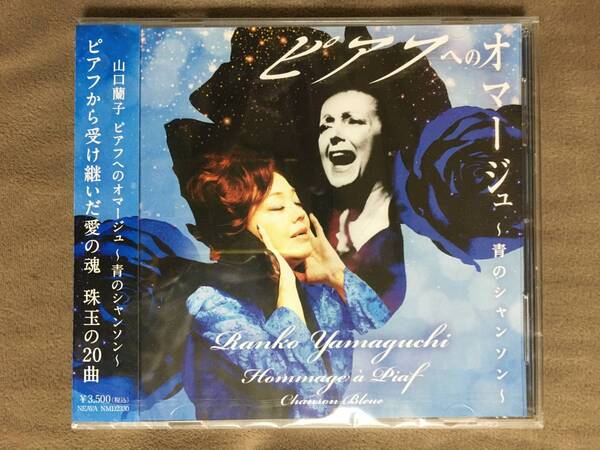 山口蘭子 ピアフへのオマージュ ～青のシャンソン～
ピアフから受け継いだ愛の魂 珠玉の20曲
￥3,500(税込)
NEAVA NMD2330
ピアフへのオマージュ
～青のシャンソン～
Ranko Yamaguchi
Hommage à Piaf
Chanson Bleue